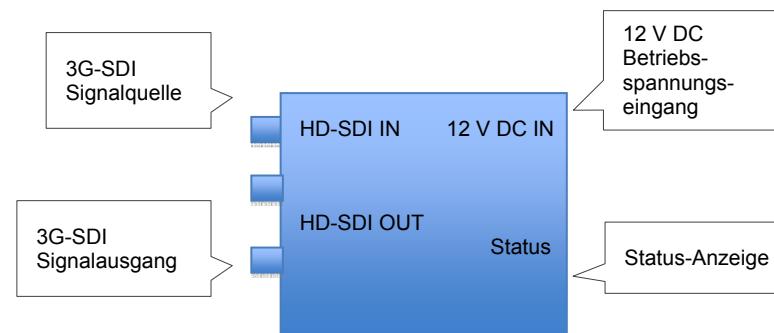 3G-SDI
Signalquelle
12 V DC
Betriebs-
spannungs-
eingang
HD-SDI IN
12 V DC IN
HD-SDI OUT
Status
3G-SDI
Signalausgang
Status-Anzeige